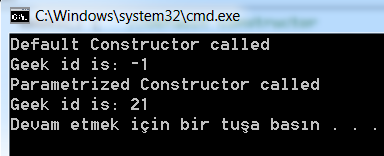 C:\Windows\system32\cmd.exe
Default Constructor called
Geek id is: -1
Parametrized Constructor called
Geek id is: 21
Devam etmek için bir tuşa basın . . .